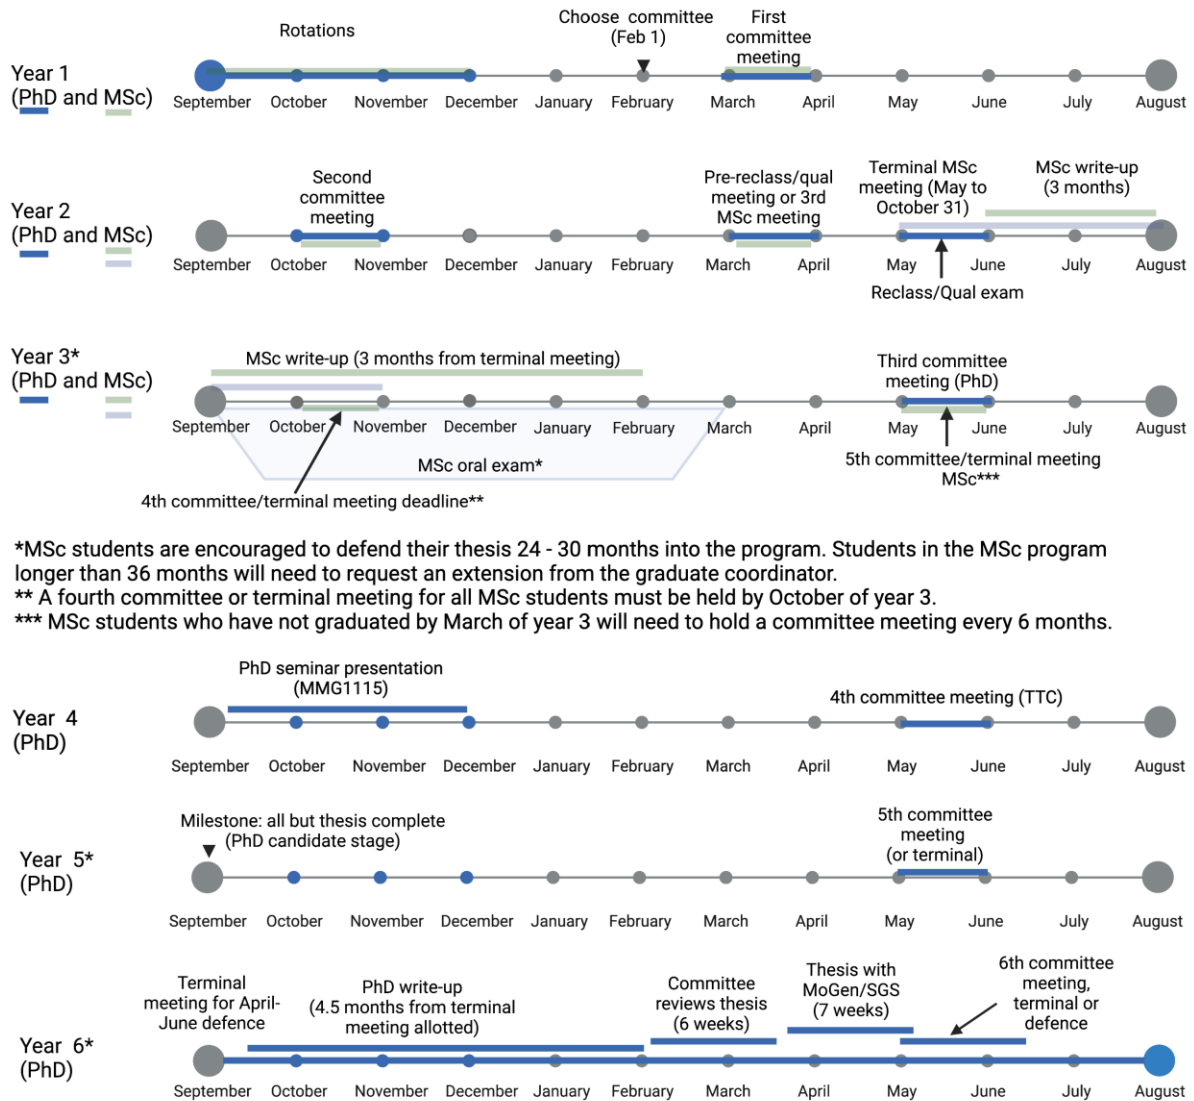 Rotations
Choose committee
(Feb 1)
First
committee
meeting
Year 1
(PhD and MSc)
September October November December January February March April May June July August
Second
committee
meeting
Pre-reclass/qual
meeting or 3rd
MSc meeting
Terminal MSc
meeting (May to
October 31)
MSc write-up
(3 months)
Year 2
(PhD and MSc)
September October November December January February March April May June July August
Reclass/Qual exam
Year 3*
(PhD and MSc)
MSc write-up (3 months from terminal meeting)
Third committee
meeting (PhD)
September October November December January February March April May June July August
MSc oral exam*
4th committee/terminal meeting deadline**
5th committee/terminal meeting
MSc***
*MSc students are encouraged to defend their thesis 24 - 30 months into the program. Students in the MSc program
longer than 36 months will need to request an extension from the graduate coordinator.
** A fourth committee or terminal meeting for all MSc students must be held by October of year 3.
*** MSc students who have not graduated by March of year 3 will need to hold a committee meeting every 6 months.
PhD seminar presentation
(MMG1115)
4th committee meeting (TTC)
Year 4
(PhD)
September October November December January February March April May June July August
Milestone: all but thesis complete
(PhD candidate stage)
5th committee
meeting
(or terminal)
Year 5*
(PhD)
September October November December January February March April May June July August
Terminal
meeting for April-
June defence
PhD write-up
(4.5 months from terminal
meeting allotted)
Committee
reviews thesis
(6 weeks)
Thesis with
MoGen/SGS
(7 weeks)
6th committee
meeting,
terminal or
defence
Year 6*
(PhD)
September October November December January February March April May June July August